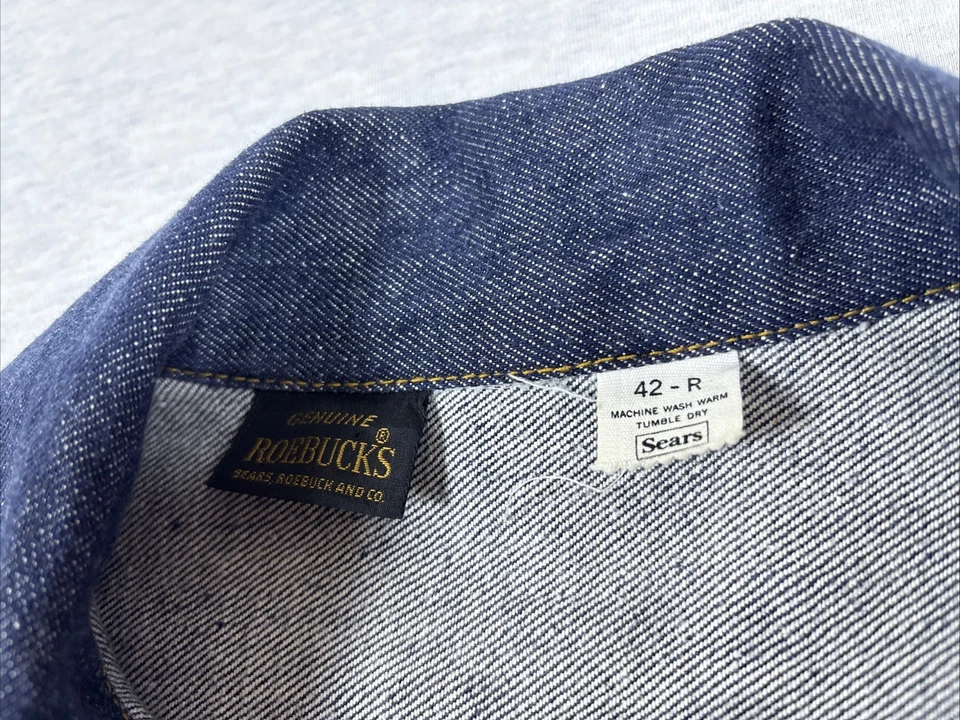 GENUINE
ROEBUCKS®
SEARS, ROEBUCK AND CO.
42 - R
MACHINE WASH WARM
TUMBLE DRY
Sears